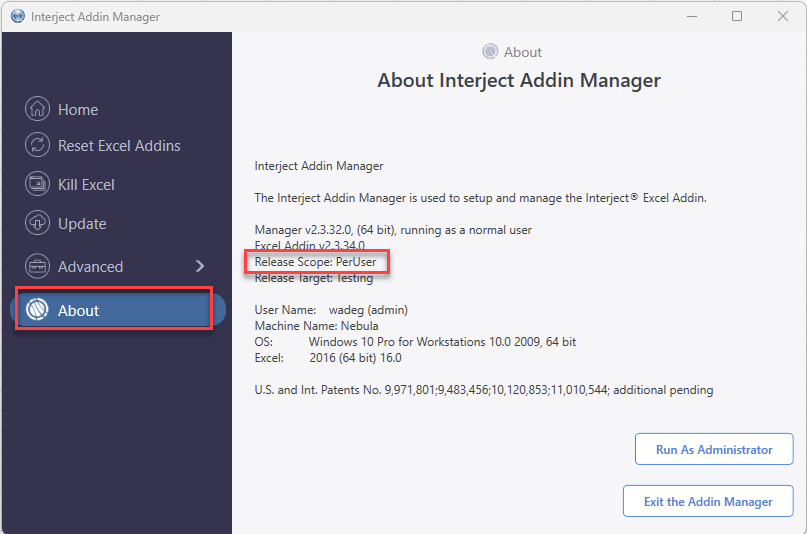 Interject Addin Manager
Home
Reset Excel Addins
Kill Excel
Update
Advanced
About
About
About Interject Addin Manager
Interject Addin Manager
The Interject Addin Manager is used to setup and manage the Interject® Excel Addin.
Manager v2.3.32.0, (64 bit), running as a normal user
Excel Addin v2.3.34.0
Release Scope: PerUser
Release Target: Testing
User Name: wadeg (admin)
Machine Name: Nebula
OS: Windows 10 Pro for Workstations 10.0 2009, 64 bit
Excel: 2016 (64 bit) 16.0
U.S. and Int. Patents No. 9,971,801;9,483,456;10,120,853;11,010,544; additional pending
Run As Administrator
Exit the Addin Manager